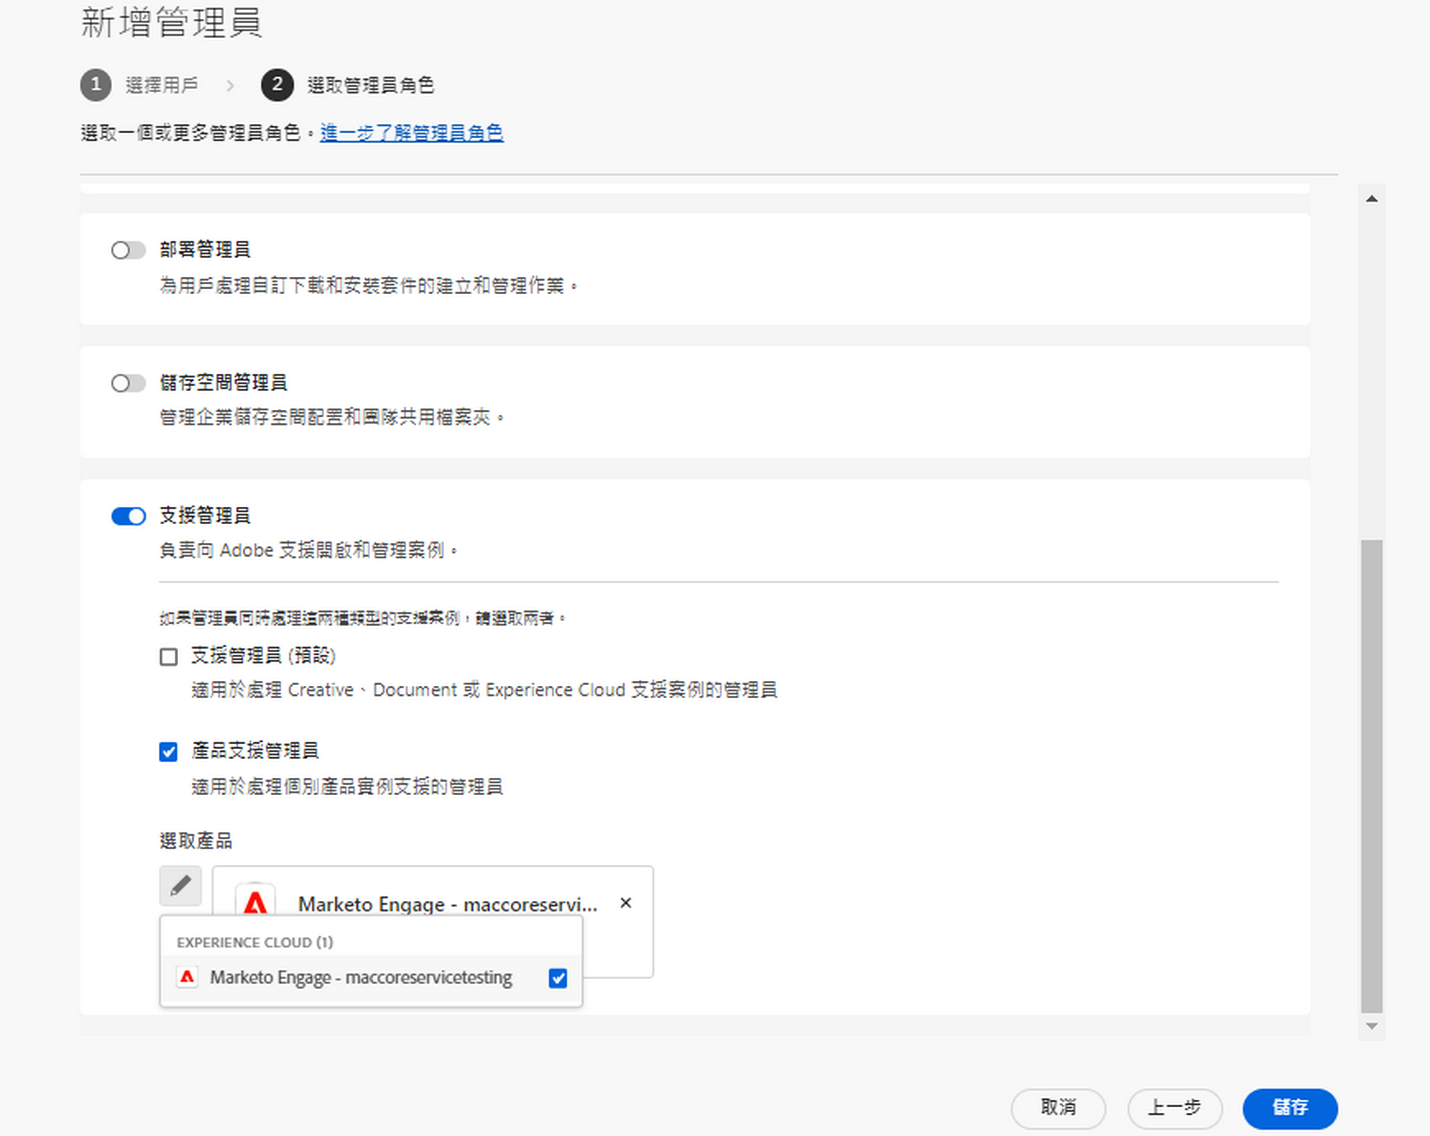 新增管理員
1 選擇用戶 > 2 選取管理員角色
選取一個或更多管理員角色。進一步了解管理員角色
部署管理員
為用戶處理自訂下載和安裝套件的建立和管理作業。
儲存空間管理員
管理企業儲存空間配置和團隊共用檔案夾。
支援管理員
負責向 Adobe 支援開啟和管理案例。
如果管理員同時處理這兩種類型的支援案例，請選取兩者。
支援管理員 (預設)
適用於處理 Creative、Document 或 Experience Cloud 支援案例的管理員
產品支援管理員
適用於處理個別產品實例支援的管理員
選取產品
Marketo Engage - maccoreservi...
EXPERIENCE CLOUD (1)
Marketo Engage - maccoreservicetesting
取消 上一步 儲存